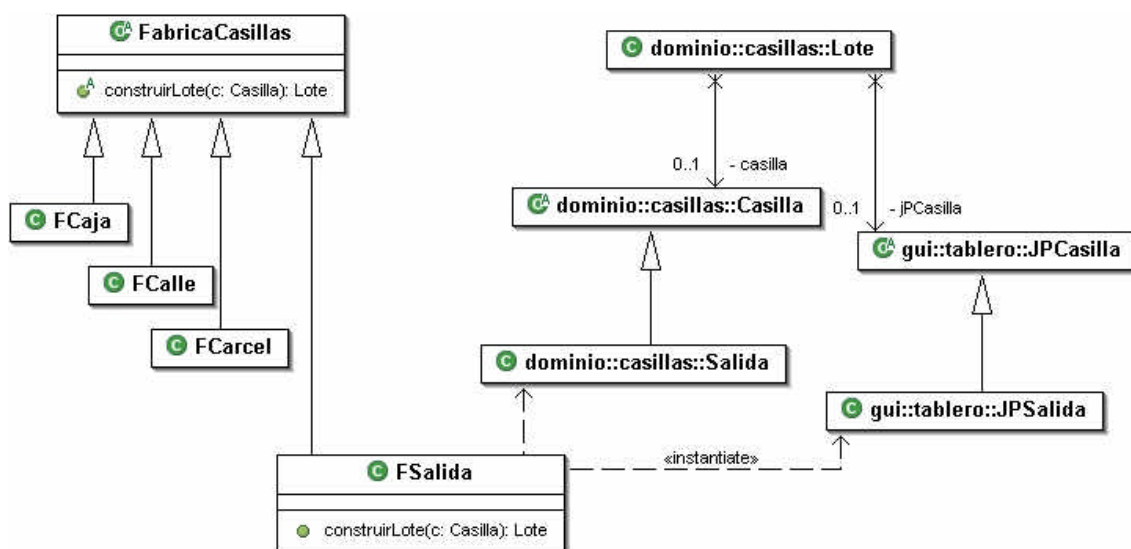 FabricaCasillas
construirLote(c: Casilla): Lote
dominio::casillas::Lote
0..1 - casilla
dominio::casillas::Casilla
0..1 - jPCasilla
gui::tablero::JPCasilla
FCaja
FCalle
FCarcel
dominio::casillas::Salida
gui::tablero::JPSalida
«instantiate»
FSalida
construirLote(c: Casilla): Lote